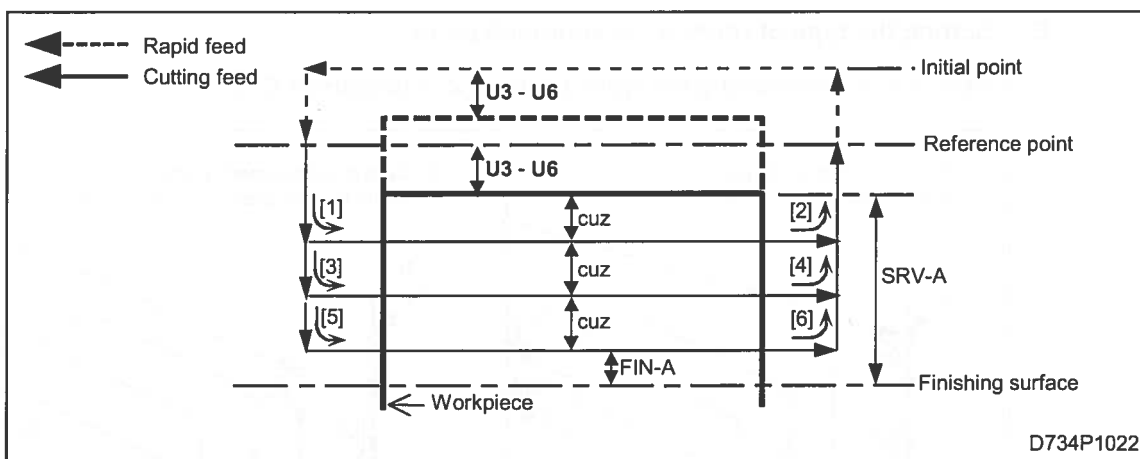 Rapid feed
Cutting feed
Initial point
U3 - U6
Reference point
U3 - U6
[1]
cuz
[2]
[3]
cuz
[4]
SRV-A
[5]
cuz
[6]
FIN-A
Finishing surface
Workpiece
D734P1022